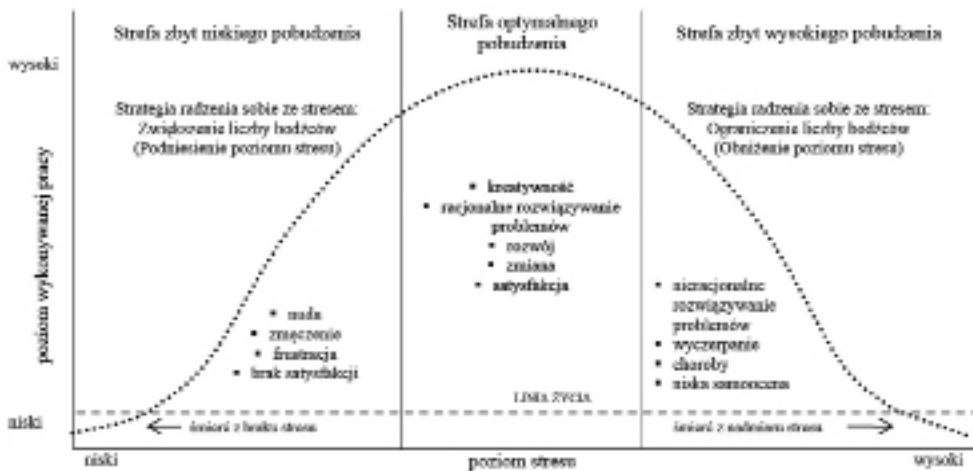 Strefa zbyt niskiego pobudzenia
Strefa optymalnego
pobudzenia
Strefa zbyt wysokiego pobudzenia
wysoki
Strategia radzenia sobie ze stresem:
Zwiększenie liczby bodźców
(Podniesienie poziomu stresu)
Strategia radzenia sobie ze stresem:
Ograniczenie liczby bodźców
(Obniżenie poziomu stresu)
poziom wykonywanej pracy
▪ kreatywność
▪ racjonalne rozwiązywanie
problemów
▪ rozwój
▪ zmiana
▪ satysfakcja
▪ nuda
▪ zmęczenie
▪ frustracja
▪ brak satysfakcji
▪ nieracjonalne
rozwiązywanie
problemów
▪ wyczerpanie
▪ choroby
▪ niska samoocena
LINIA ŻYCIA
niski
śmierć z braku stresu
śmierć z nadmiaru stresu
niski
poziom stresu
wysoki